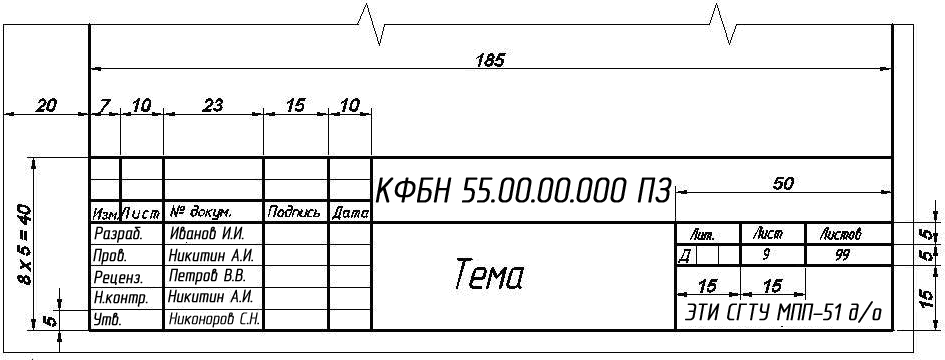 185
20 7 10 23 15 10
КФБН 55.00.00.000 ПЗ
50
Изм. Лист № докум. Подпись Дата
Разраб. Иванов И.И.
Пров. Никитин А.И.
Реценз. Петров В.В.
Н.контр. Никитин А.И.
Утв. Никоноров С.Н.
Тема
Лит. Лист Листов
Д 9 99
15 15
ЭТИ СГТУ МПП-51 д/о
8 x 5 = 40
5
5
5
15